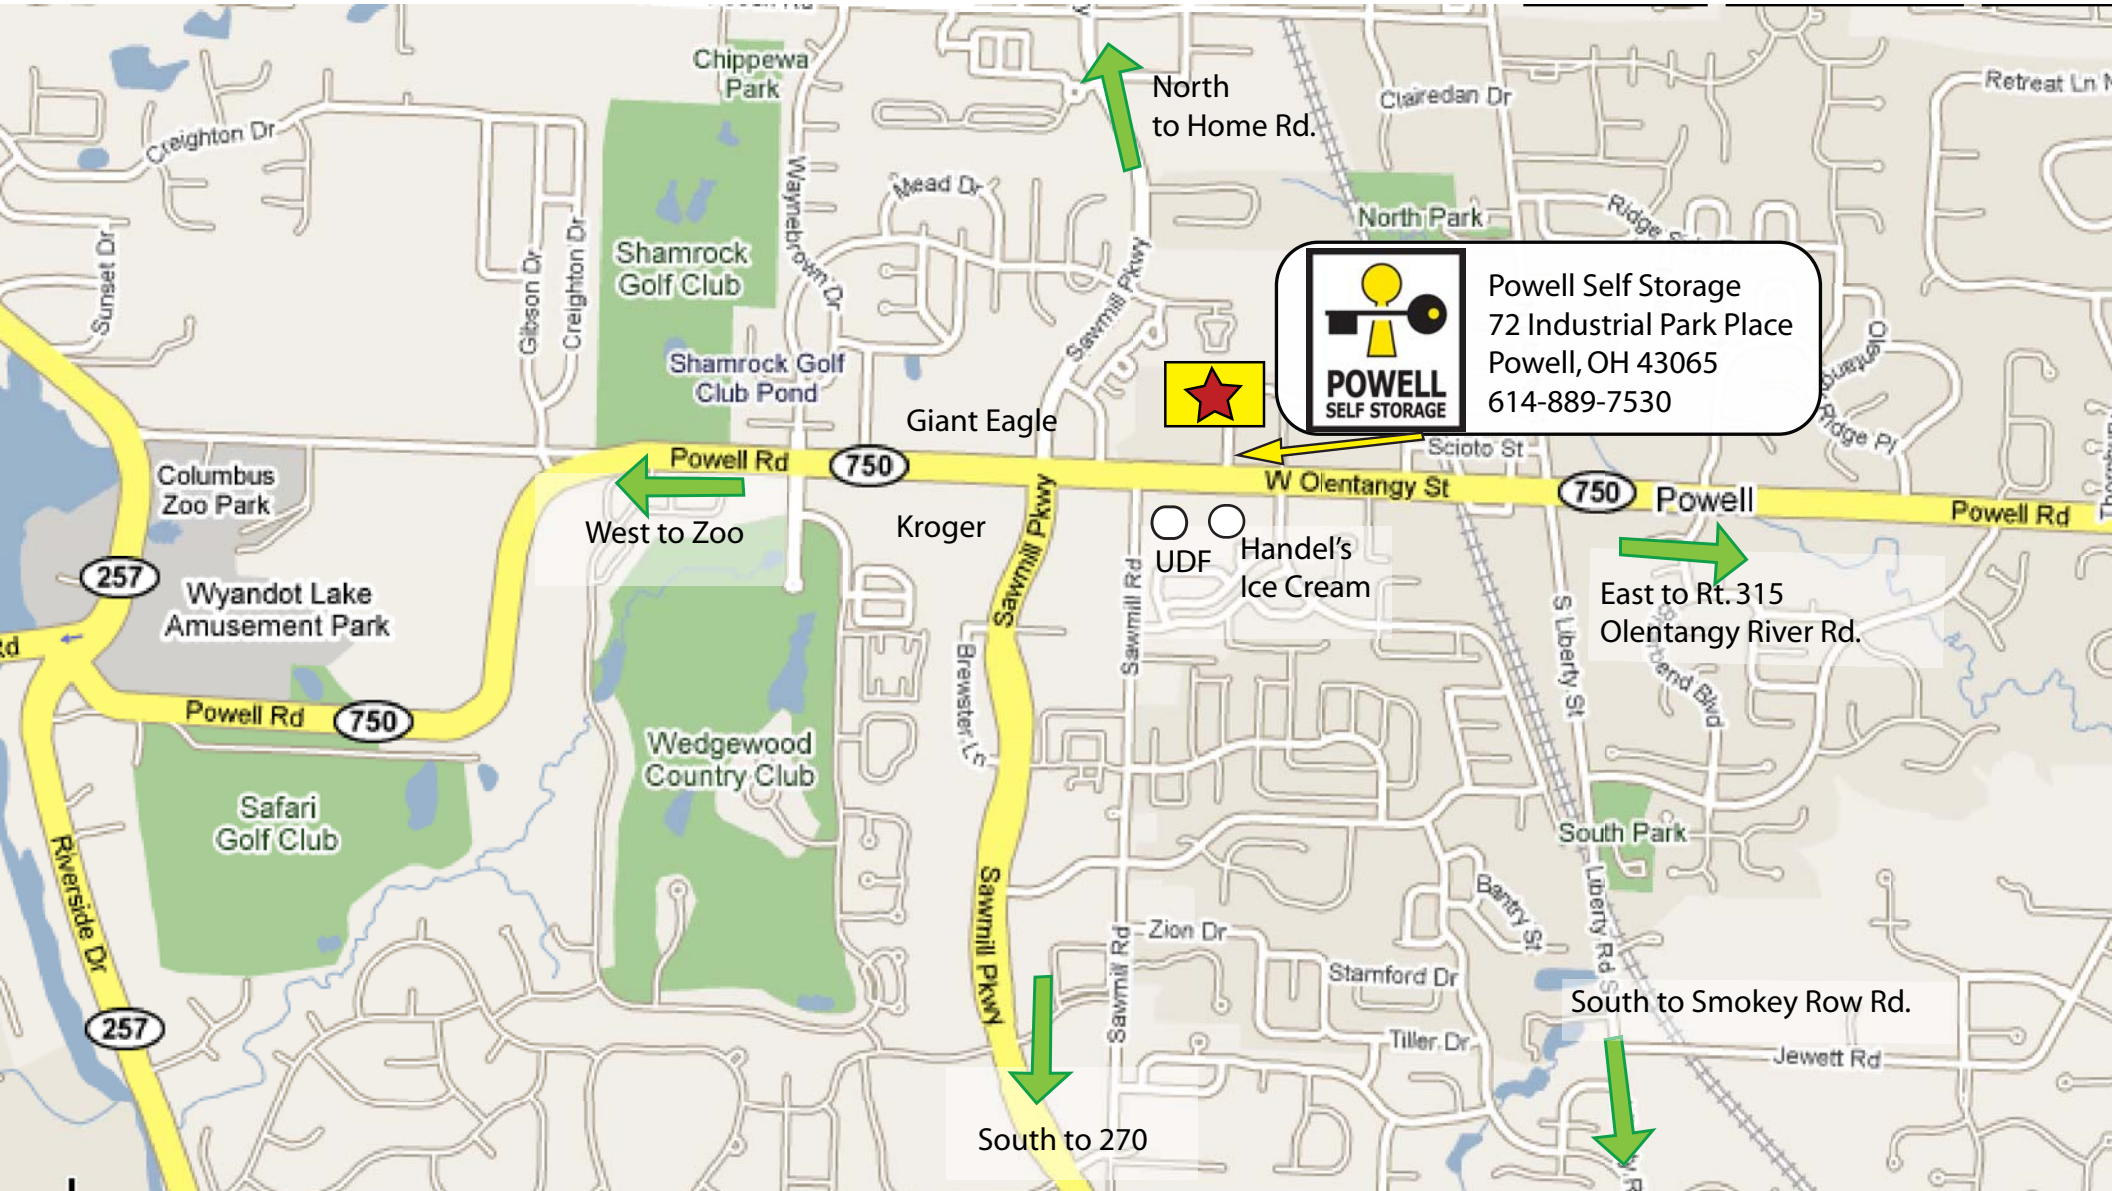 Chippewa
Park
North
to Home Rd.
Clairedan Dr
Retreat Ln N
Creighton Dr
Waynebrown Dr
Mead Dr
North Park
Ridge
Sunset Dr
Gibson Dr
Creighton Dr
Shamrock
Golf Club
Sawmill Pkwy
Powell Self Storage
72 Industrial Park Place
Powell, OH 43065
614-889-7530
POWELL
SELF STORAGE
Shamrock Golf
Club Pond
Giant Eagle
Ridge Pl
Scioto St
Powell Rd
750
W Olentangy St
750
Powell
Powell Rd
Columbus
Zoo Park
West to Zoo
Kroger
Sawmill Pkwy
UDF
Handel's
Ice Cream
257
Wyandot Lake
Amusement Park
East to Rt. 315
Olentangy River Rd.
Rd
Sawmill Rd
S Liberty St
Brewster Ln
Powell Rd
750
Wedgewood
Country Club
Safari
Golf Club
South Park
Riverside Dr
Sawmill Pkwy
Bantry St
Liberty Rd S
Zion Dr
Sawmill Rd
Stamford Dr
South to Smokey Row Rd.
257
Tiller Dr
Jewett Rd
South to 270